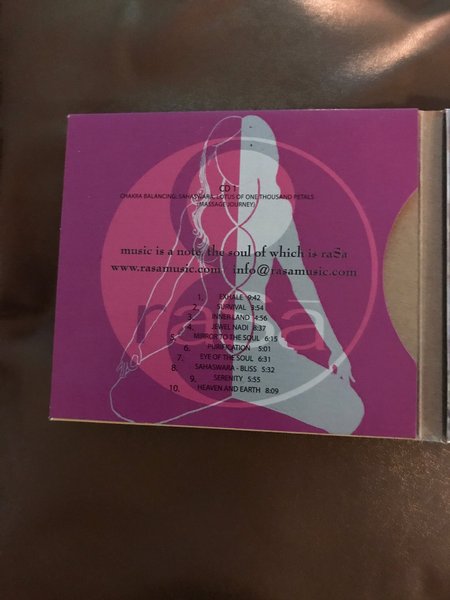 CD 1
CHAKRA BALANCING: SAHASWARA, LOTUS OF ONE THOUSAND PETALS
(MASSAGE JOURNEY)
music is a note, the soul of which is raSa
www.rasamusic.com / info@rasamusic.com
1. EXHALE 9:42
2. SURVIVAL 3:54
3. INNER LAND 4:56
4. JEWEL NADI 8:37
5. MIRROR TO THE SOUL 6:15
6. PURIFICATION 5:01
7. EYE OF THE SOUL 6:31
8. SAHASWARA - BLISS 5:32
9. SERENITY 5:55
10. HEAVEN AND EARTH 8:09
raSa